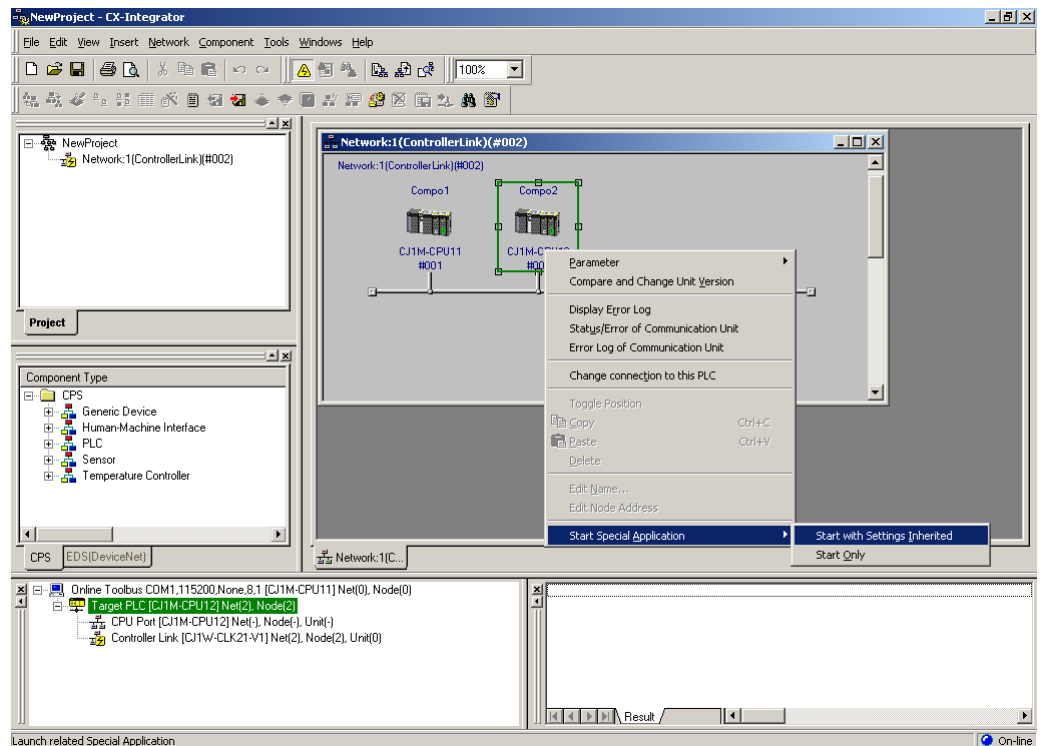 NewProject - CX-Integrator
File Edit View Insert Network Component Tools Windows Help
100%
NewProject
Network:1(ControllerLink)(#002)
Project
Component Type
CPS
Generic Device
Human-Machine Interface
PLC
Sensor
Temperature Controller
CPS EDS(DeviceNet)
Network:1(ControllerLink)(#002)
Network:1(ControllerLink)(#002)
Compo1 Compo2
CJ1M-CPU11
#001
Parameter
Compare and Change Unit Version
Display Error Log
Status/Error of Communication Unit
Error Log of Communication Unit
Change connection to this PLC
Toggle Position
Copy Ctrl+C
Paste Ctrl+V
Delete
Edit Name...
Edit Node Address
Start Special Application
Start with Settings Inherited
Start Only
Network:1(C...
Online Toolbus COM1,115200,None,8,1 [CJ1M-CPU11] Net(0), Node(0)
Target PLC [CJ1M-CPU12] Net(2), Node(2)
CPU Port [CJ1M-CPU12] Net(-), Node(-), Unit(-)
Controller Link [CJ1W-CLK21-V1] Net(2), Node(2), Unit(0)
Result
Launch related Special Application
On-line